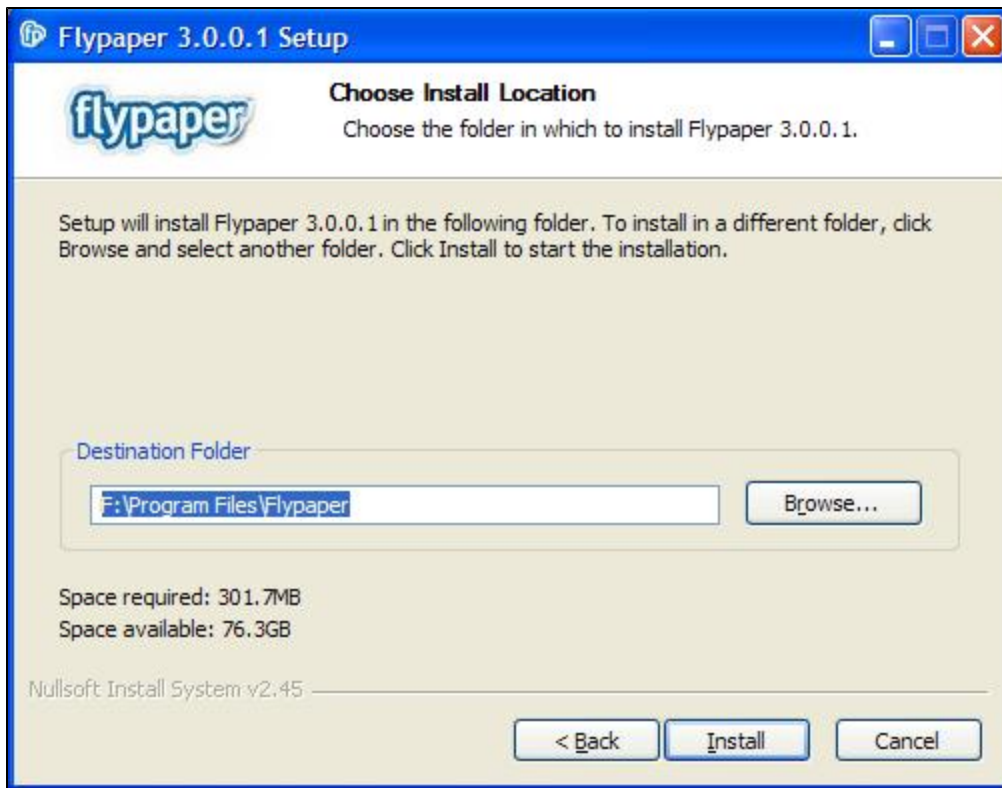 Flypaper 3.0.0.1 Setup
flypaper
Choose Install Location
Choose the folder in which to install Flypaper 3.0.0.1.
Setup will install Flypaper 3.0.0.1 in the following folder. To install in a different folder, click
Browse and select another folder. Click Install to start the installation.
Destination Folder
F:\Program Files\Flypaper
Browse...
Space required: 301.7MB
Space available: 76.3GB
Nullsoft Install System v2.45
< Back
Install
Cancel